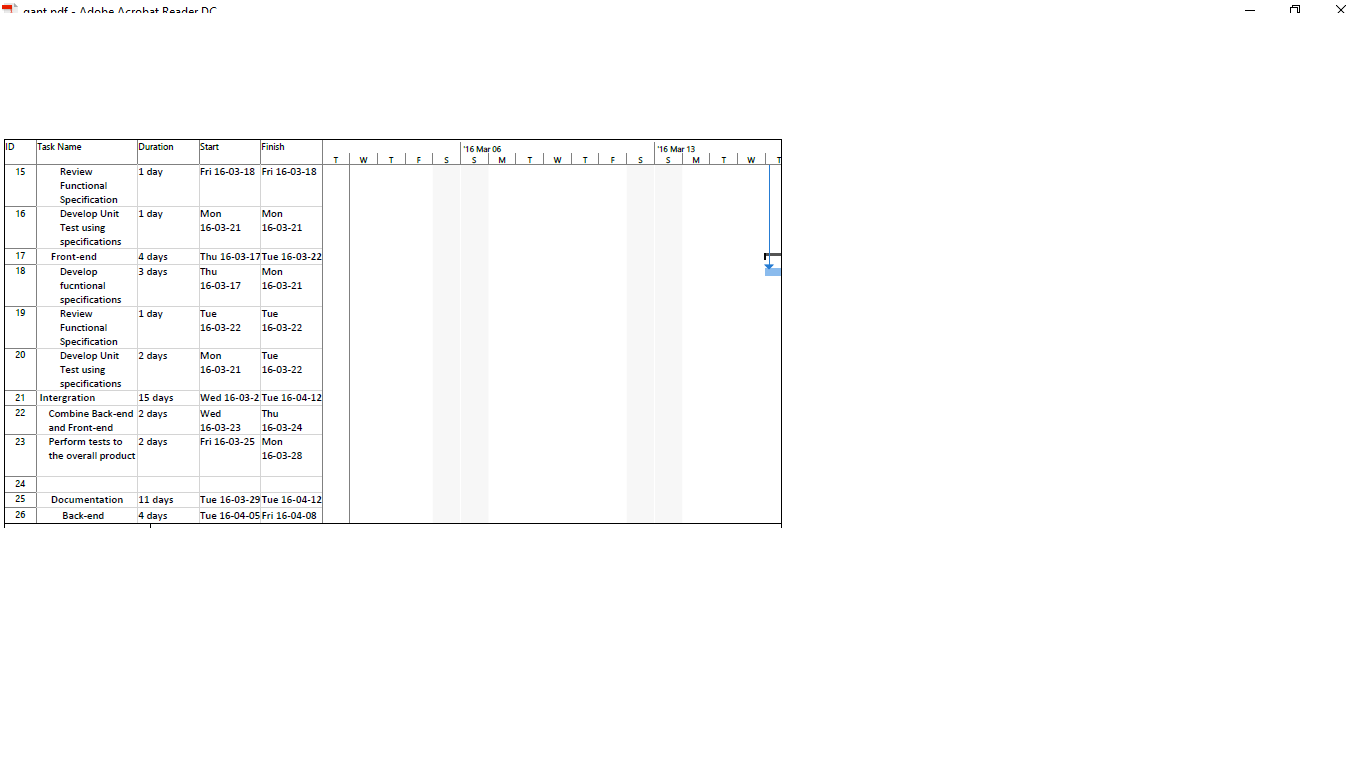 gant.pdf - Adobe Acrobat Reader DC
ID Task Name Duration Start Finish
'16 Mar 06 '16 Mar 13
T W T F S S M T W T F S S M T W T
15 Review 1 day Fri 16-03-18 Fri 16-03-18
Functional
Specification
16 Develop Unit 1 day Mon Mon
Test using 16-03-21 16-03-21
specifications
17 Front-end 4 days Thu 16-03-17 Tue 16-03-22
18 Develop 3 days Thu Mon
fucntional 16-03-17 16-03-21
specifications
19 Review 1 day Tue Tue
Functional 16-03-22 16-03-22
Specification
20 Develop Unit 2 days Mon Tue
Test using 16-03-21 16-03-22
specifications
21 Intergration 15 days Wed 16-03-2 Tue 16-04-12
22 Combine Back-end 2 days Wed Thu
and Front-end 16-03-23 16-03-24
23 Perform tests to 2 days Fri 16-03-25 Mon
the overall product 16-03-28
24
25 Documentation 11 days Tue 16-03-29 Tue 16-04-12
26 Back-end 4 days Tue 16-04-05 Fri 16-04-08